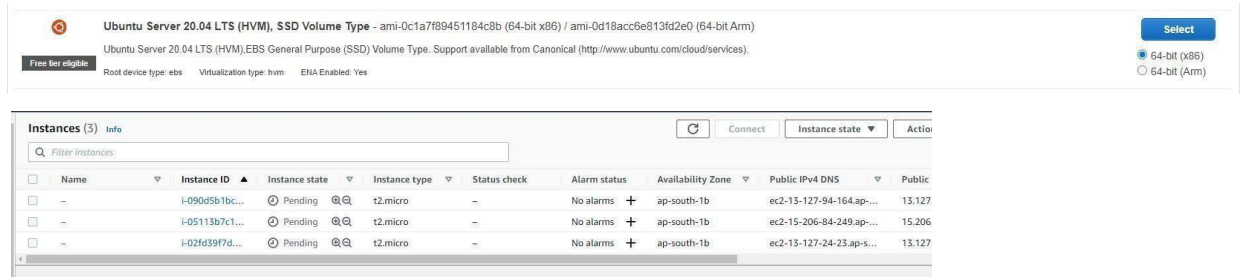 Ubuntu Server 20.04 LTS (HVM), SSD Volume Type - ami-0c1a7f89451184c8b (64-bit x86) / ami-0d18acc6e813fd2e0 (64-bit Arm)
Select
Ubuntu Server 20.04 LTS (HVM),EBS General Purpose (SSD) Volume Type. Support available from Canonical (http://www.ubuntu.com/cloud/services).
64-bit (x86)
Free tier eligible
Root device type: ebs Virtualization type: hvm ENA Enabled: Yes
64-bit (Arm)
Instances (3) Info
Connect
Instance state
Action
Filter instances
Name Instance ID Instance state Instance type Status check Alarm status Availability Zone Public IPv4 DNS Public
– i-090d5b1bc... Pending t2.micro – No alarms + ap-south-1b ec2-13-127-94-164.ap-... 13.127
– i-05113b7c1... Pending t2.micro – No alarms + ap-south-1b ec2-15-206-84-249.ap-... 15.206
– i-02fd39f7d... Pending t2.micro – No alarms + ap-south-1b ec2-13-127-24-23.ap-s... 13.127